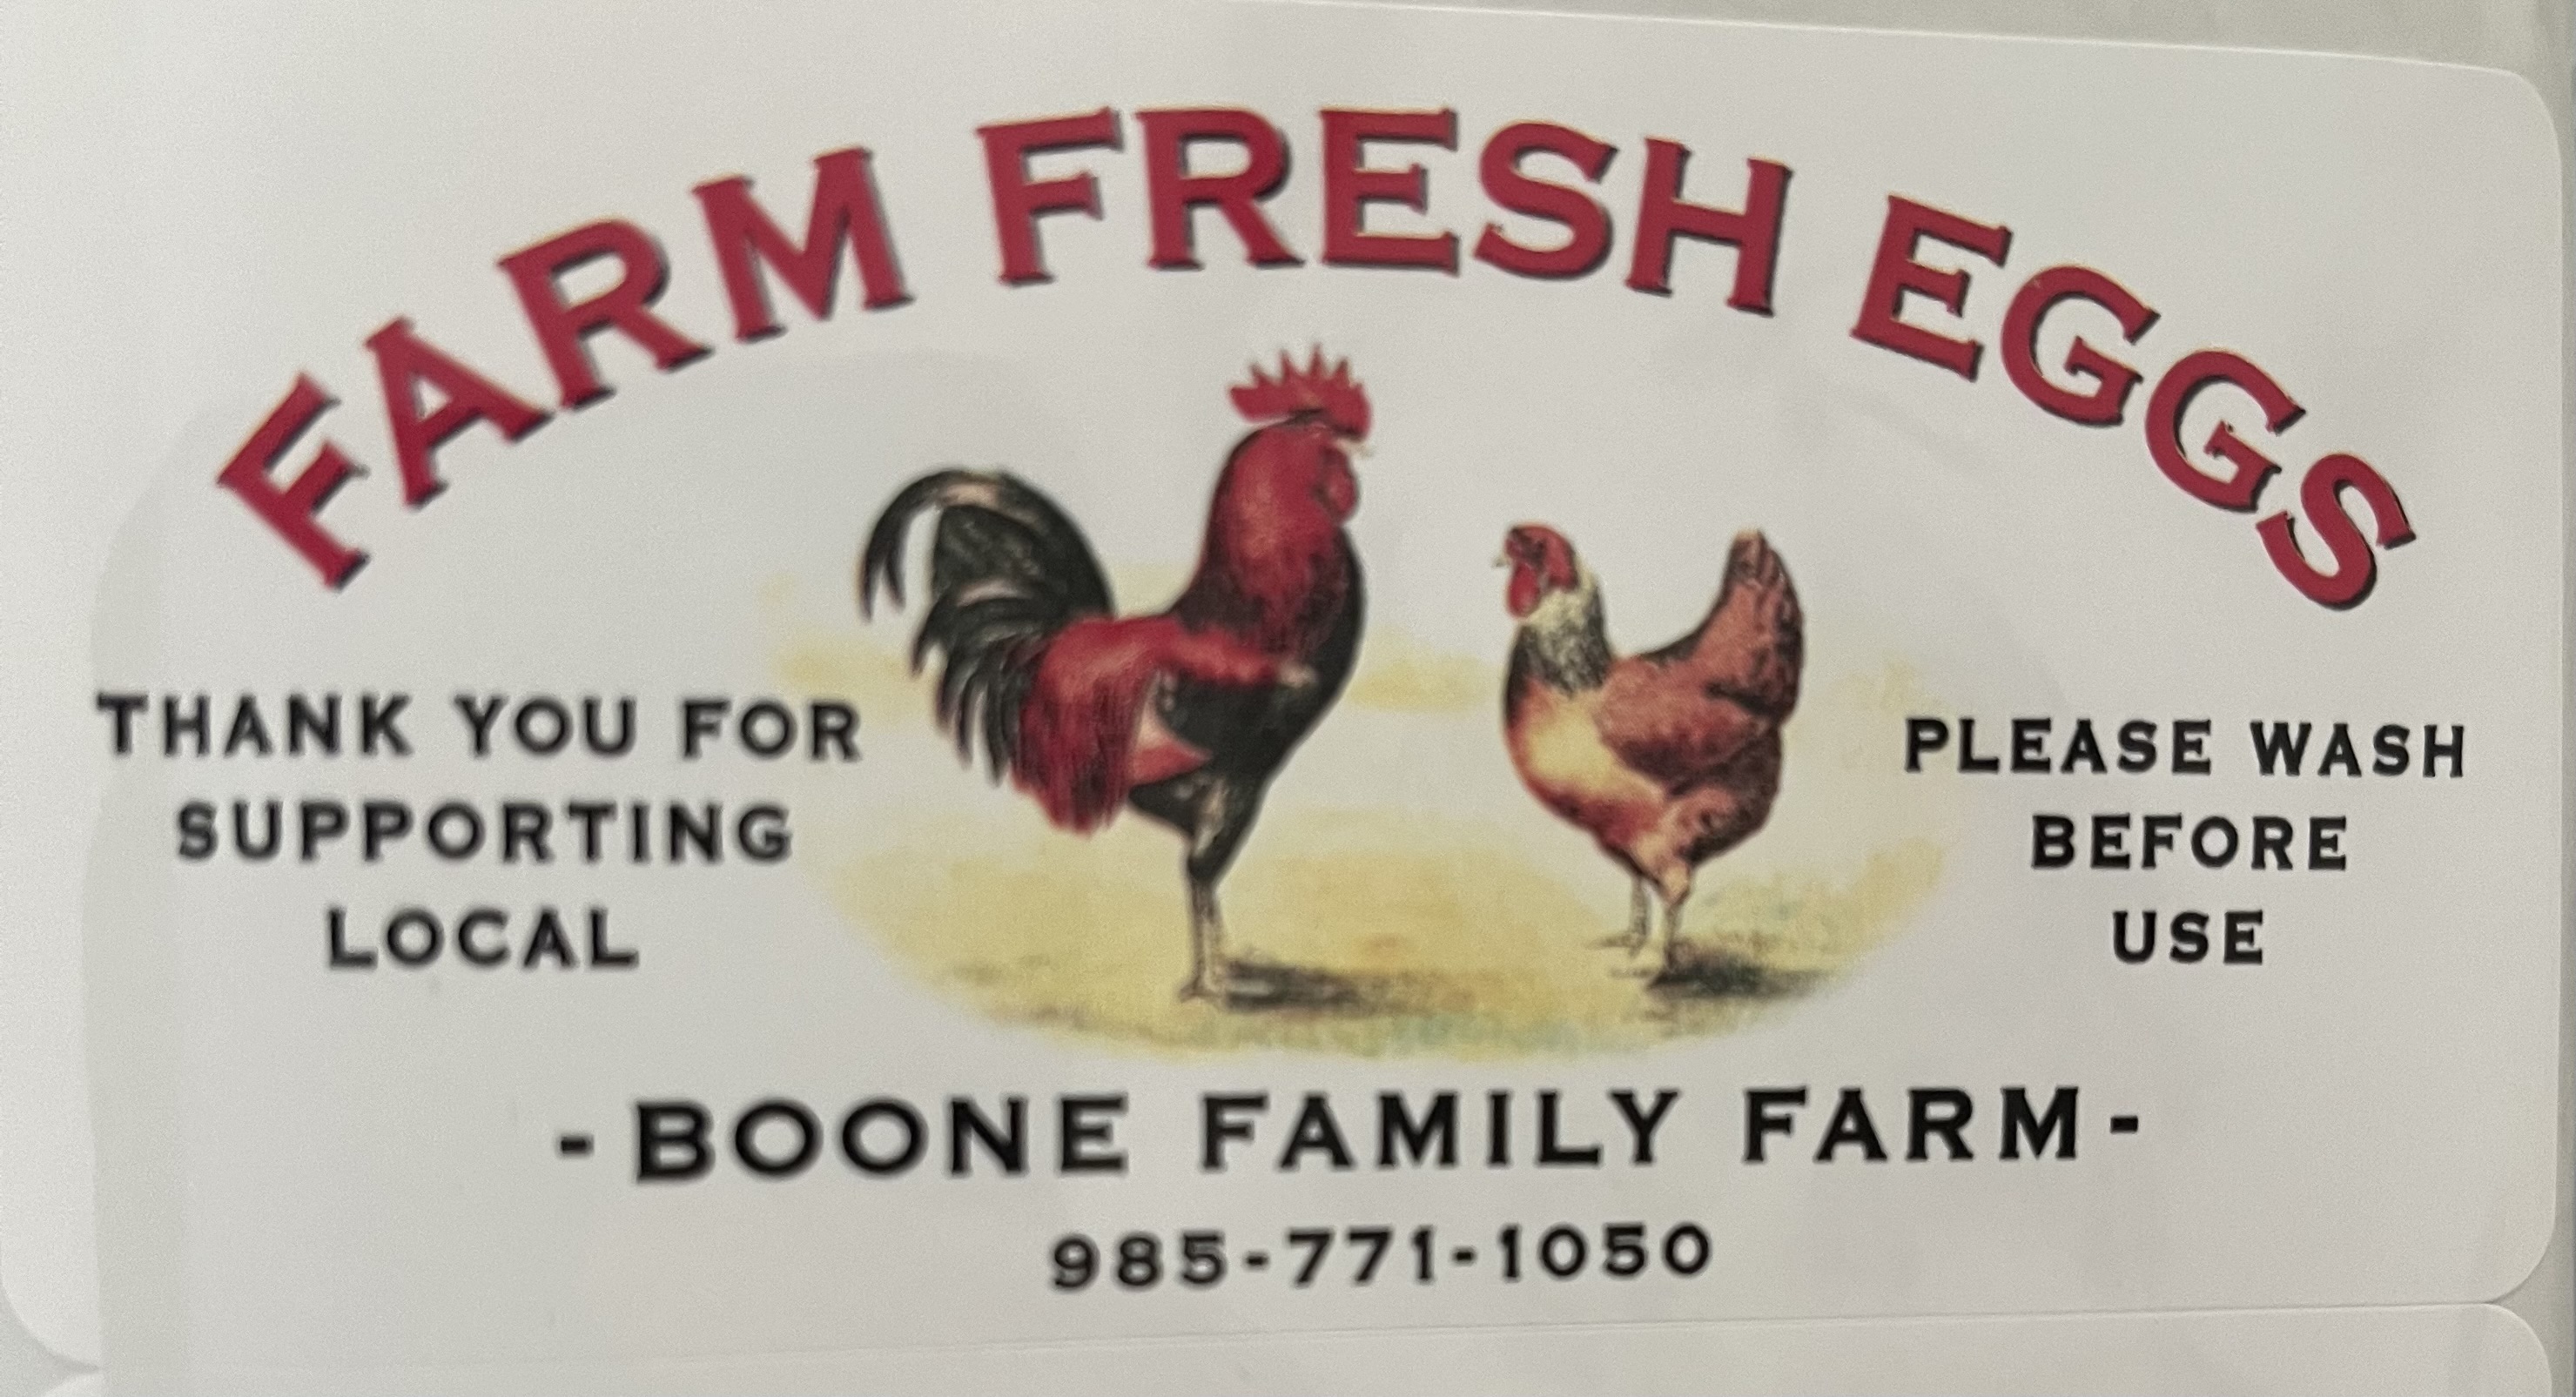 FARM FRESH EGGS
THANK YOU FOR
SUPPORTING
LOCAL
PLEASE WASH
BEFORE
USE
-BOONE FAMILY FARM-
985-771-1050